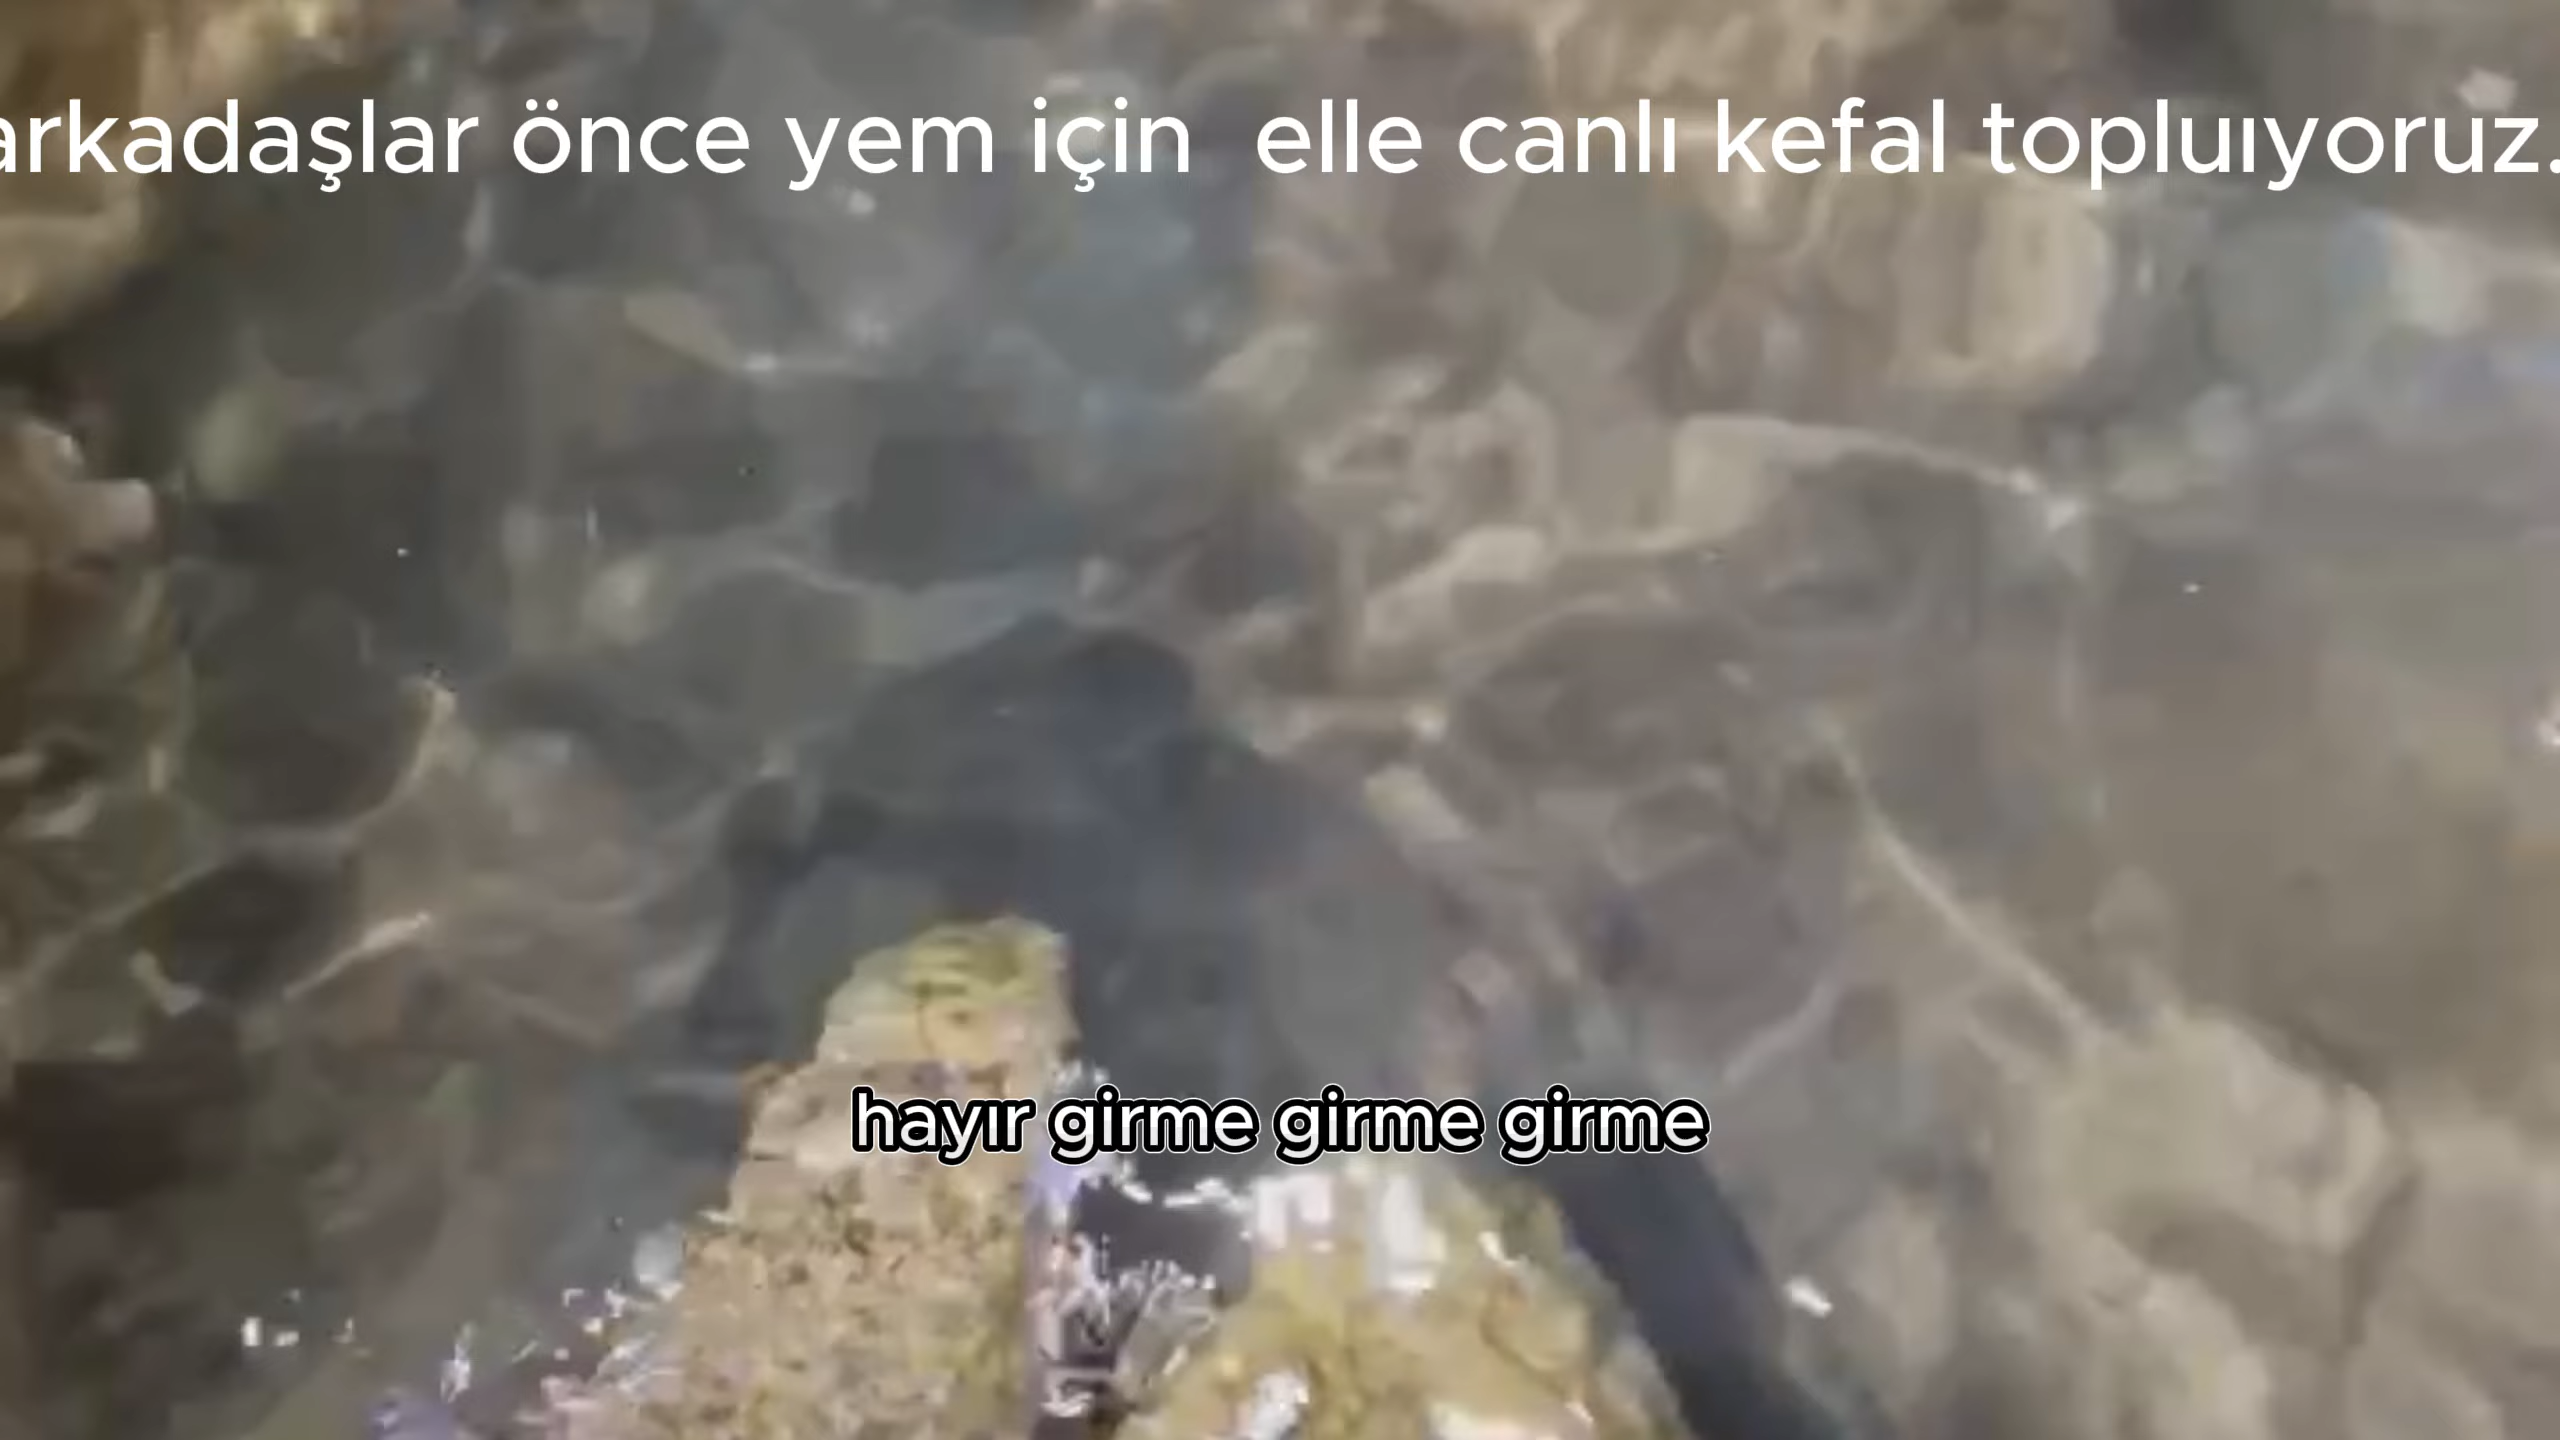 arkadaşlar önce yem için elle canlı kefal topluıyoruz.
hayır girme girme girme